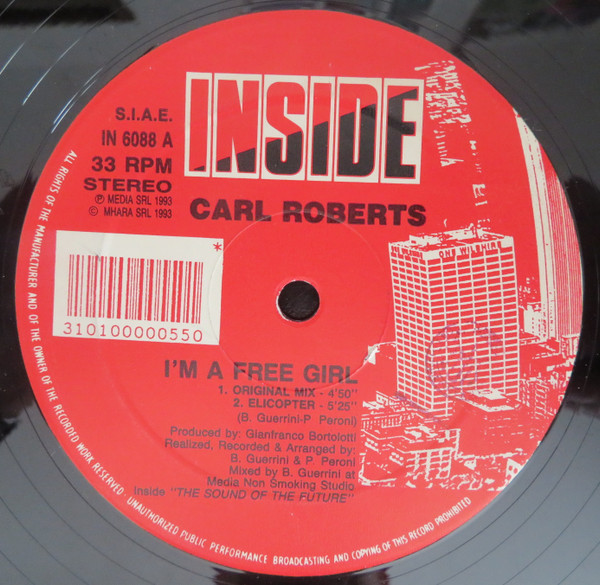 INSIDE
S.I.A.E.
IN 6088 A
33 RPM
STEREO
Ⓟ MEDIA SRL 1993
© MHARA SRL 1993
CARL ROBERTS
ONE WILSHIRE
*
310100000550
I'M A FREE GIRL
1. ORIGINAL MIX - 4'50"
2. ELICOPTER - 5'25"
(B. Guerrini-P. Peroni)
Produced by: Gianfranco Bortolotti
Realized, Recorded & Arranged by:
B. Guerrini & P. Peroni
Mixed by B. Guerrini at
Media Non Smoking Studio
Inside "THE SOUND OF THE FUTURE"
ALL RIGHTS OF THE MANUFACTURER AND OF THE OWNER OF THE RECORDED WORK RESERVED · UNAUTHORIZED PUBLIC PERFORMANCE BROADCASTING AND COPYING OF THIS RECORD PROHIBITED